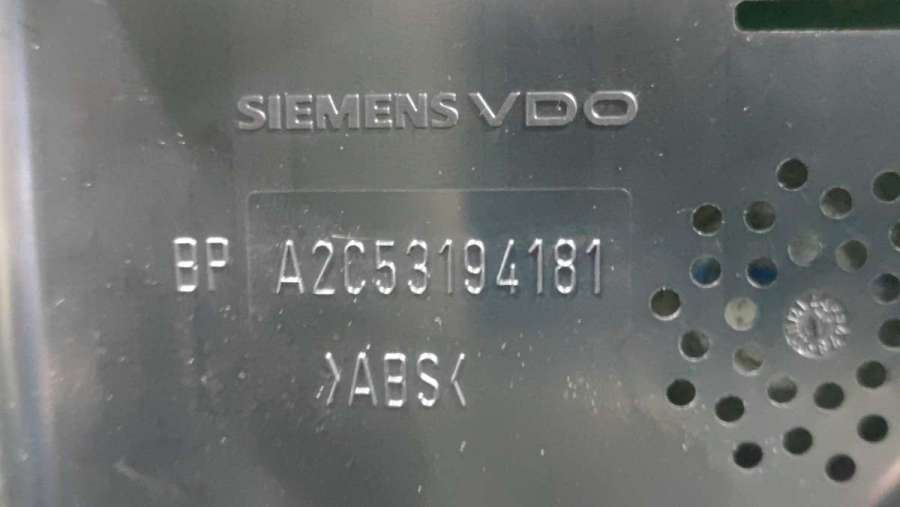 SIEMENS VDO
BP A2C53194181
>ABS<